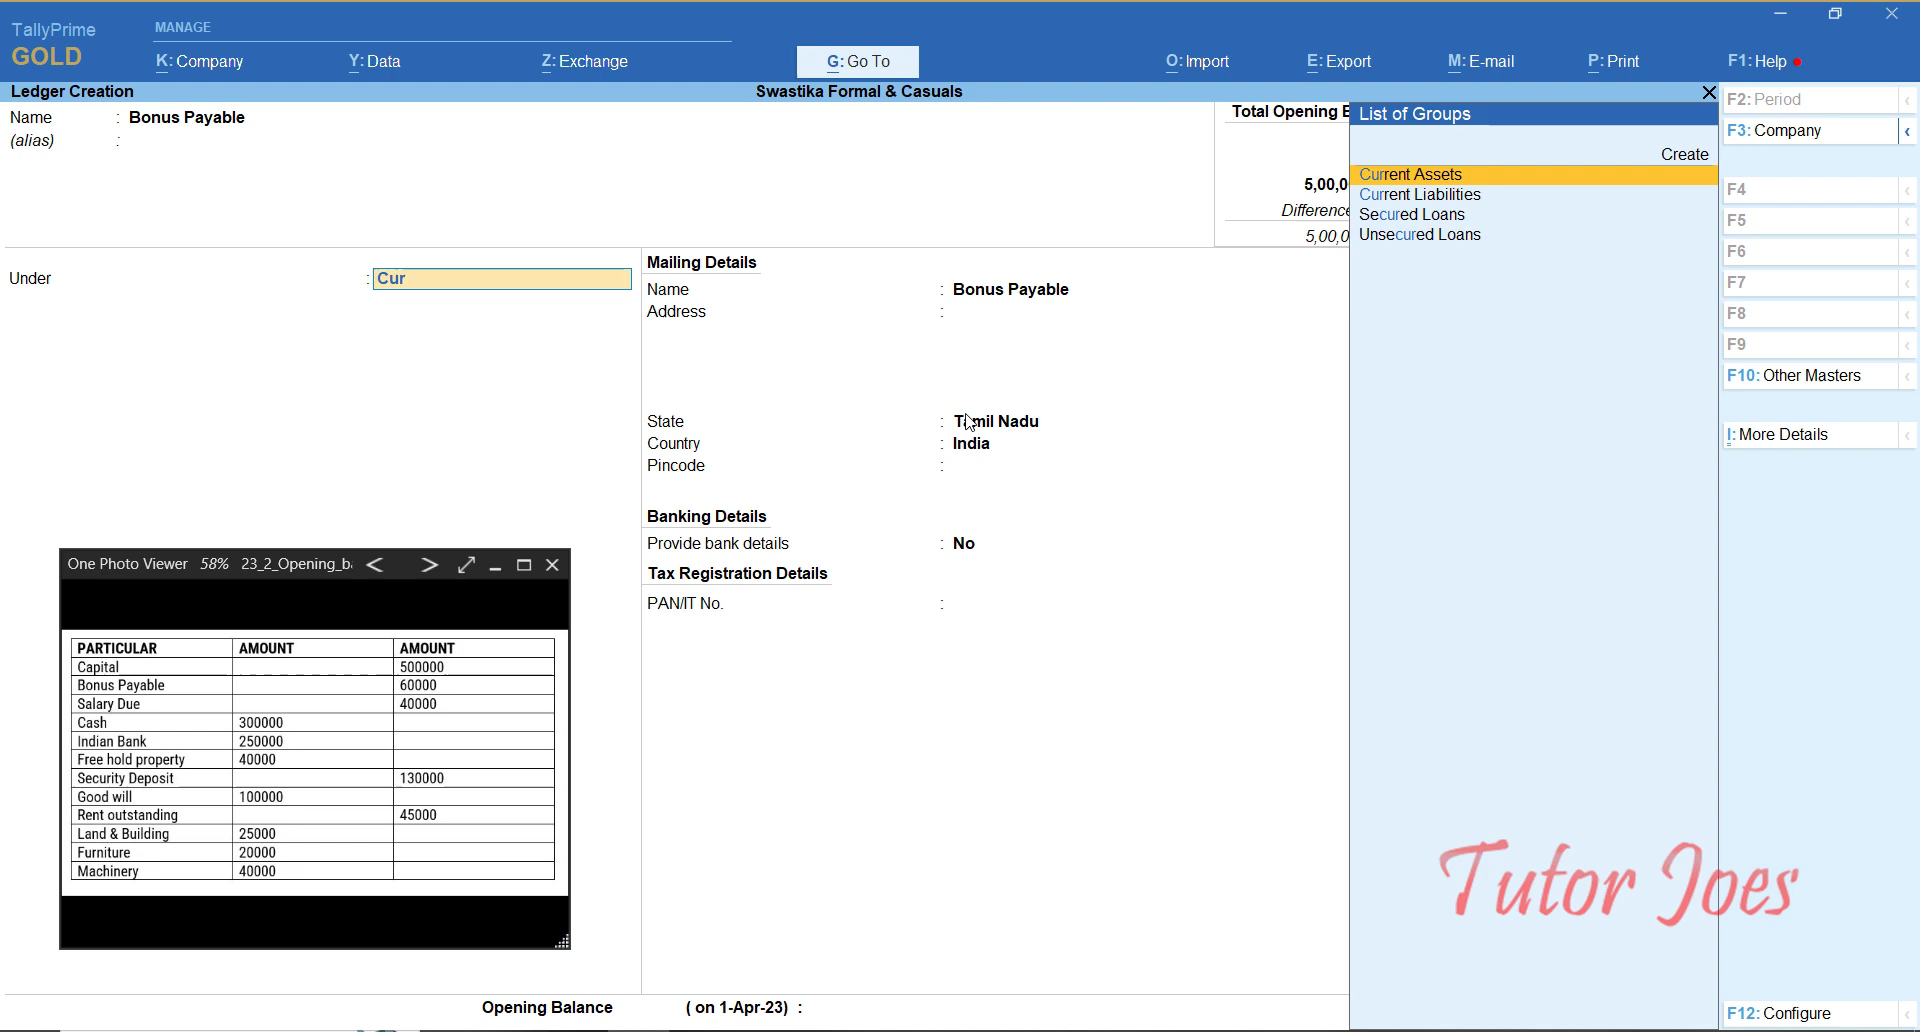 TallyPrime
GOLD
MANAGE
K: Company
Y: Data
Z: Exchange
G: Go To
O: Import
E: Export
M: E-mail
P: Print
F1: Help
Ledger Creation
Swastika Formal & Casuals
Name : Bonus Payable
(alias) :
Total Opening
5,00,0
Difference
5,00,0
Under : Cur
Mailing Details
Name : Bonus Payable
Address :
State : Tamil Nadu
Country : India
Pincode :
Banking Details
Provide bank details : No
Tax Registration Details
PAN/IT No. :
List of Groups
Create
Current Assets
Current Liabilities
Secured Loans
Unsecured Loans
F2: Period
F3: Company
F4
F5
F6
F7
F8
F9
F10: Other Masters
I: More Details
F12: Configure
One Photo Viewer 58% 23_2_Opening_b
PARTICULAR AMOUNT AMOUNT
Capital 500000
Bonus Payable 60000
Salary Due 40000
Cash 300000
Indian Bank 250000
Free hold property 40000
Security Deposit 130000
Good will 100000
Rent outstanding 45000
Land & Building 25000
Furniture 20000
Machinery 40000
Tutor Joes
Opening Balance ( on 1-Apr-23) :